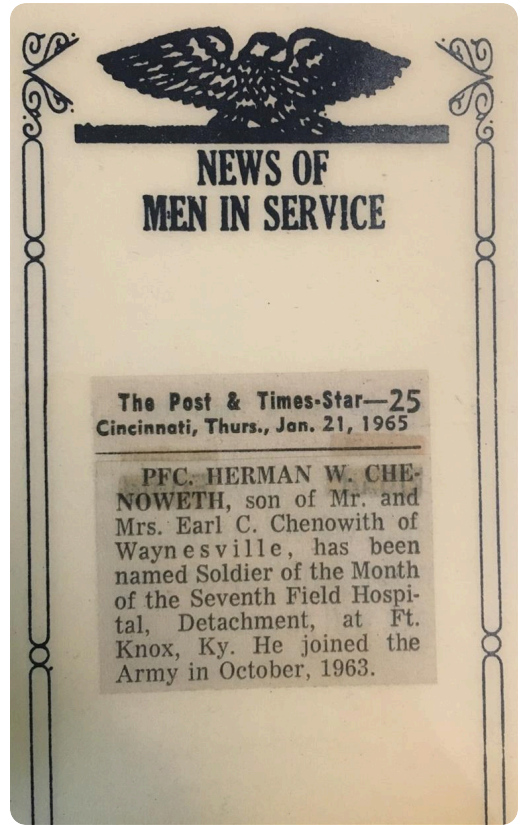 NEWS OF
MEN IN SERVICE
The Post & Times-Star—25
Cincinnati, Thurs., Jan. 21, 1965
PFC. HERMAN W. CHE-
NOWETH, son of Mr. and
Mrs. Earl C. Chenowith of
Waynesville, has been
named Soldier of the Month
of the Seventh Field Hospi-
tal, Detachment, at Ft.
Knox, Ky. He joined the
Army in October, 1963.